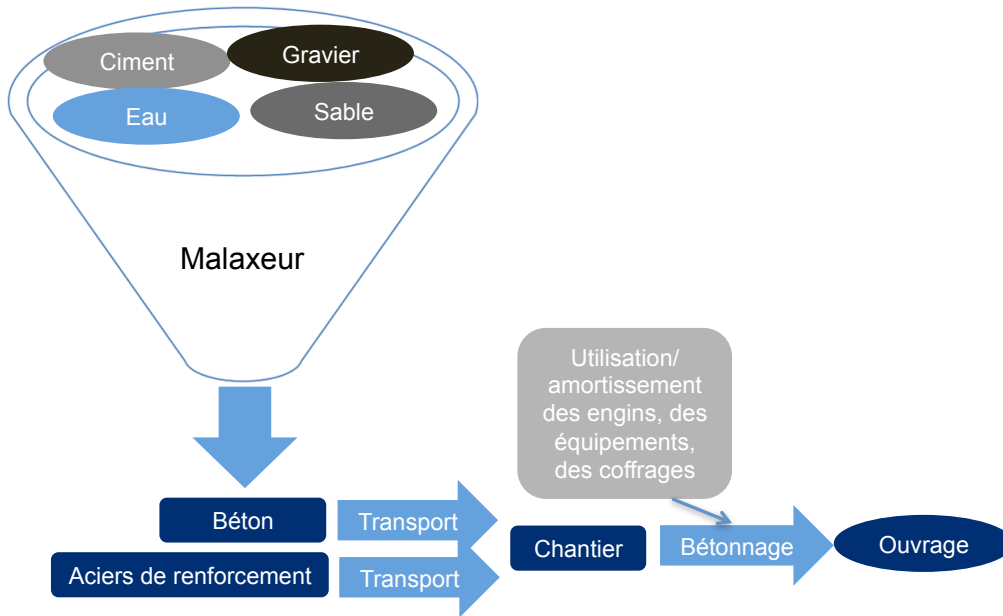 Ciment
Gravier
Eau
Sable
Malaxeur
Utilisation/
amortissement
des engins, des
équipements,
des coffrages
Béton
Transport
Chantier
Bétonnage
Ouvrage
Aciers de renforcement
Transport